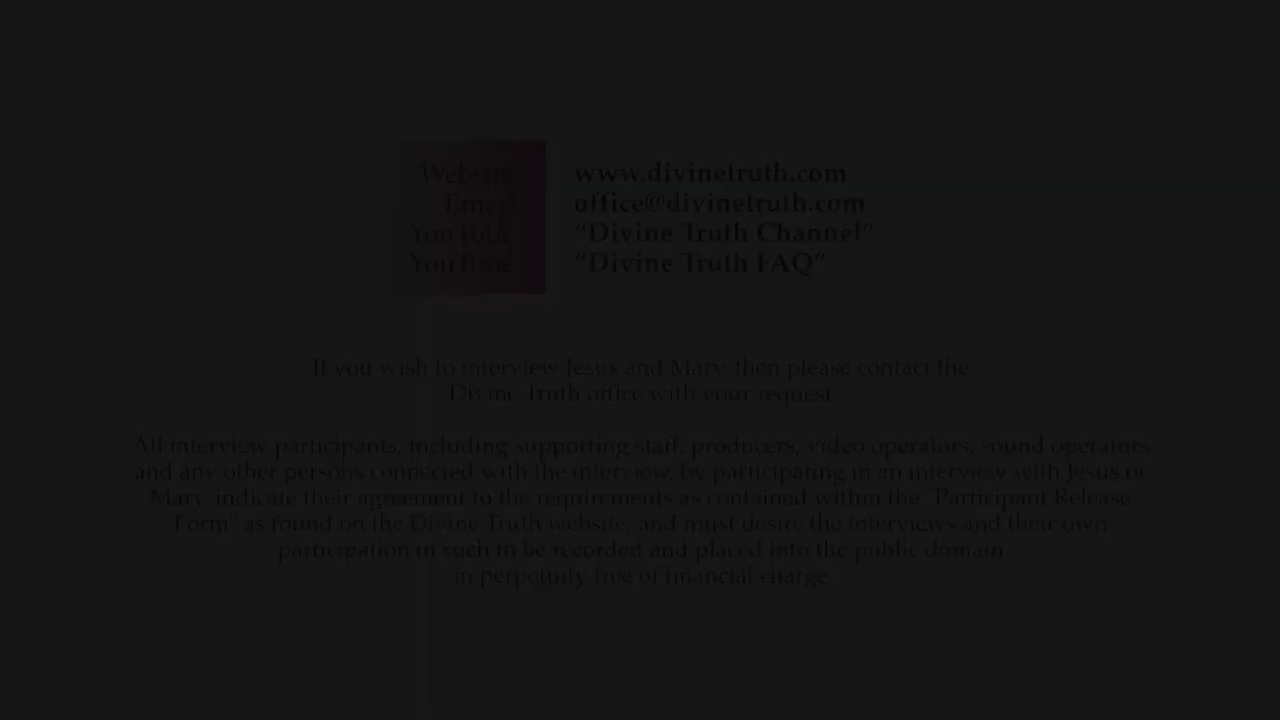 Website www.divinetruth.com
Email office@divinetruth.com
YouTube “Divine Truth Channel”
YouTube “Divine Truth FAQ”
If you wish to interview Jesus and Mary, then please contact the
Divine Truth office with your request
All interview participants, including supporting staff, producers, video operators, sound operators
and any other persons connected with the interview, by participating in an interview with Jesus or
Mary, indicate their agreement to the requirements as contained within the "Participant Release
Form" as found on the Divine Truth website, and must desire the interviews and their own
participation in such to be recorded and placed into the public domain
in perpetuity free of financial charge